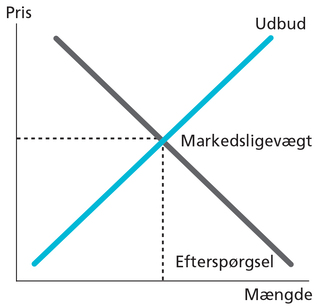 Pris
Udbud
Markedsligevægt
Efterspørgsel
Mængde